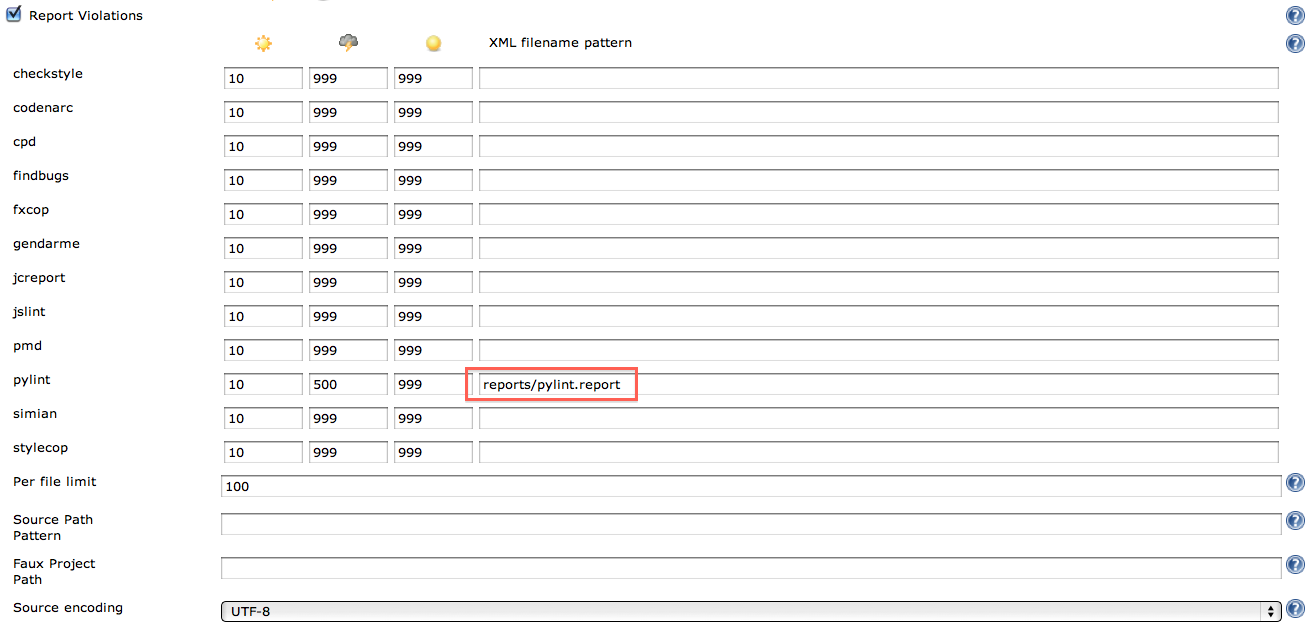 Report Violations
XML filename pattern
checkstyle 10 999 999
codenarc 10 999 999
cpd 10 999 999
findbugs 10 999 999
fxcop 10 999 999
gendarme 10 999 999
jcreport 10 999 999
jslint 10 999 999
pmd 10 999 999
pylint 10 500 999 reports/pylint.report
simian 10 999 999
stylecop 10 999 999
Per file limit 100
Source Path
Pattern
Faux Project
Path
Source encoding UTF-8